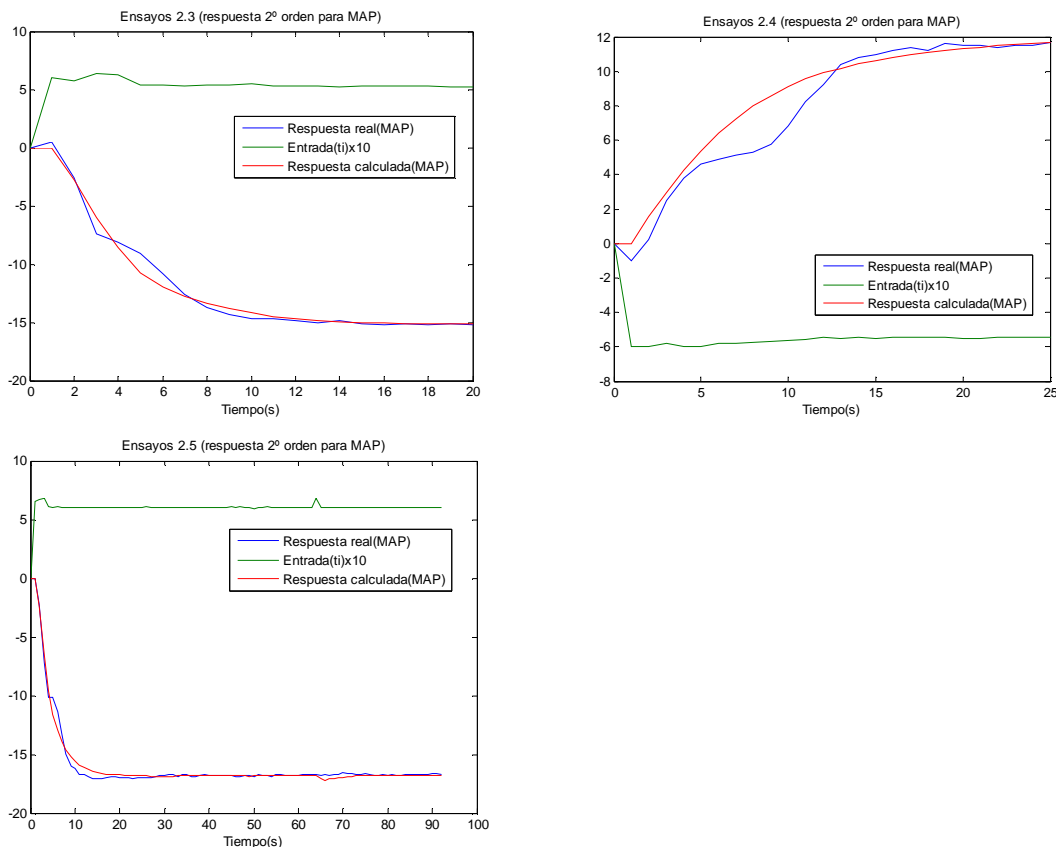 Ensayos 2.3 (respuesta 2º orden para MAP)
10
5
0
-5
-10
-15
-20
Respuesta real(MAP)
Entrada(ti)x10
Respuesta calculada(MAP)
0 2 4 6 8 10 12 14 16 18 20
Tiempo(s)
Ensayos 2.4 (respuesta 2º orden para MAP)
12
10
8
6
4
2
0
-2
-4
-6
-8
Respuesta real(MAP)
Entrada(ti)x10
Respuesta calculada(MAP)
0 5 10 15 20 25
Tiempo(s)
Ensayos 2.5 (respuesta 2º orden para MAP)
10
5
0
-5
-10
-15
-20
Respuesta real(MAP)
Entrada(ti)x10
Respuesta calculada(MAP)
0 10 20 30 40 50 60 70 80 90 100
Tiempo(s)